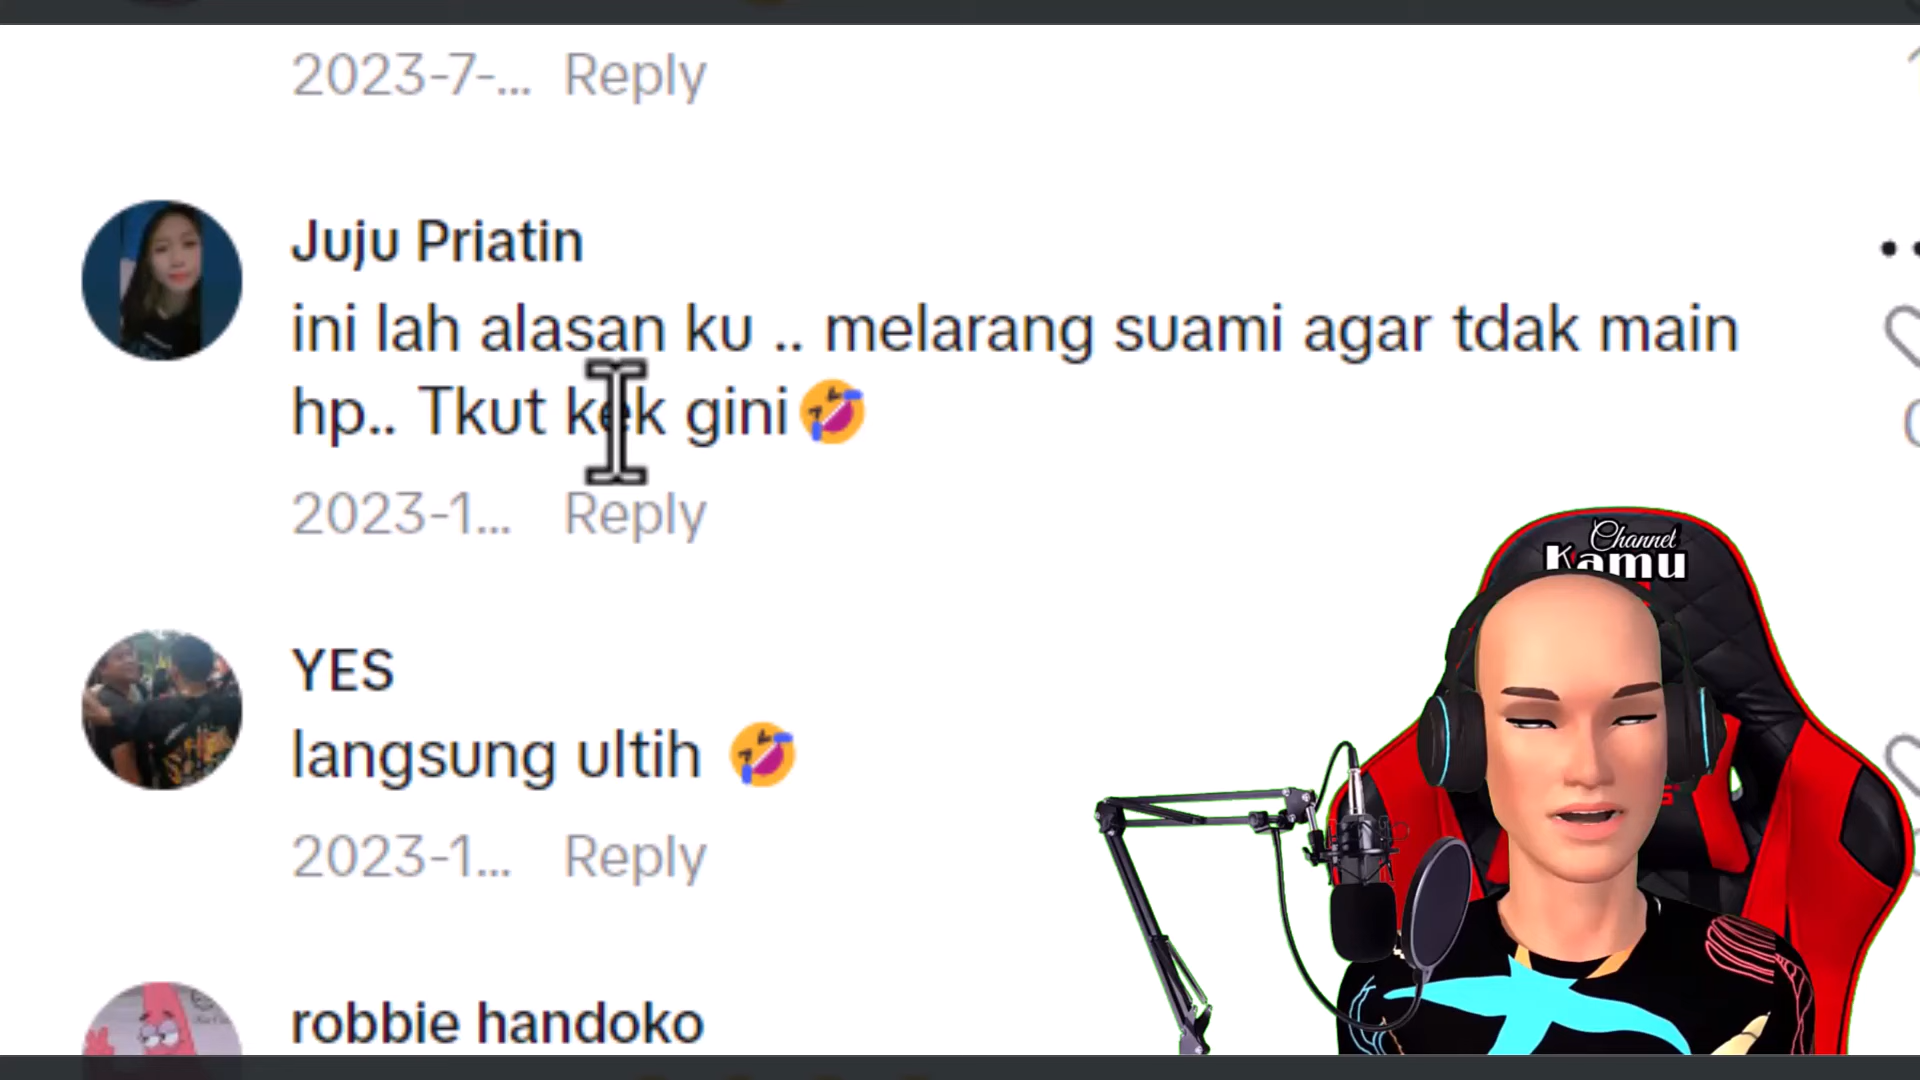 2023-7-... Reply
Juju Priatin
ini lah alasan ku .. melarang suami agar tdak main
hp.. Tkut kek gini🤣
2023-1... Reply
YES
langsung ultih 🤣
2023-1... Reply
robbie handoko
Channel
Kamu